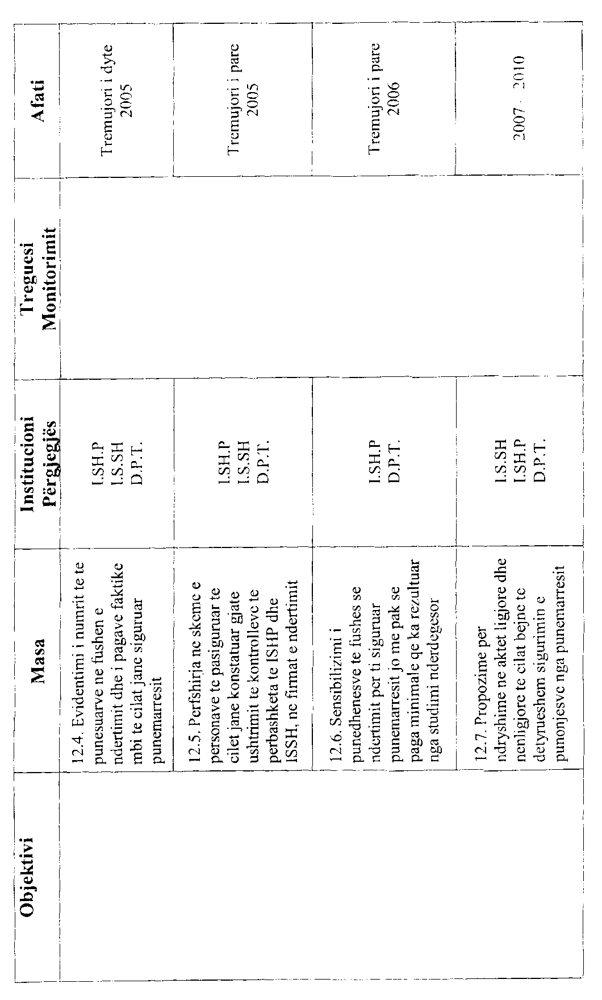 Objektivi
Masa
Institucioni
Përgjegjës
Treguesi
Monitorimit
Afati
12.4. Evidentimi i numrit te te
punesuarve ne fushen e
ndertimit dhe i pagave faktike
mbi te cilat jane siguruar
punemarresit
I.SH.P
I.S.SH
D.P.T.
Tremujori i dyte
2005
12.5. Perfshirja ne skeme e
personave te pasiguruar te
cilet jane konstatuar gjate
ushtrimit te kontrolleve te
perbashketa te ISHP dhe
ISSH, ne firmat e ndertimit
I.SH.P
I.S.SH
D.P.T.
Tremujori i pare
2005
12.6. Sensibilizimi i
punedhenesve te fushes se
ndertimit per ti siguruar
punemarresit jo me pak se
paga minimale qe ka rezultuar
nga studimi nderdegesor
I.SH.P
D.P.T.
Tremujori i pare
2006
12.7. Propozime per
ndryshime ne aktet ligjore dhe
nenligjore te cilat bejne te
detyrueshem sigurimin e
punonjesve nga punemarresit
I.S.SH
I.SH.P
D.P.T.
2007 - 2010